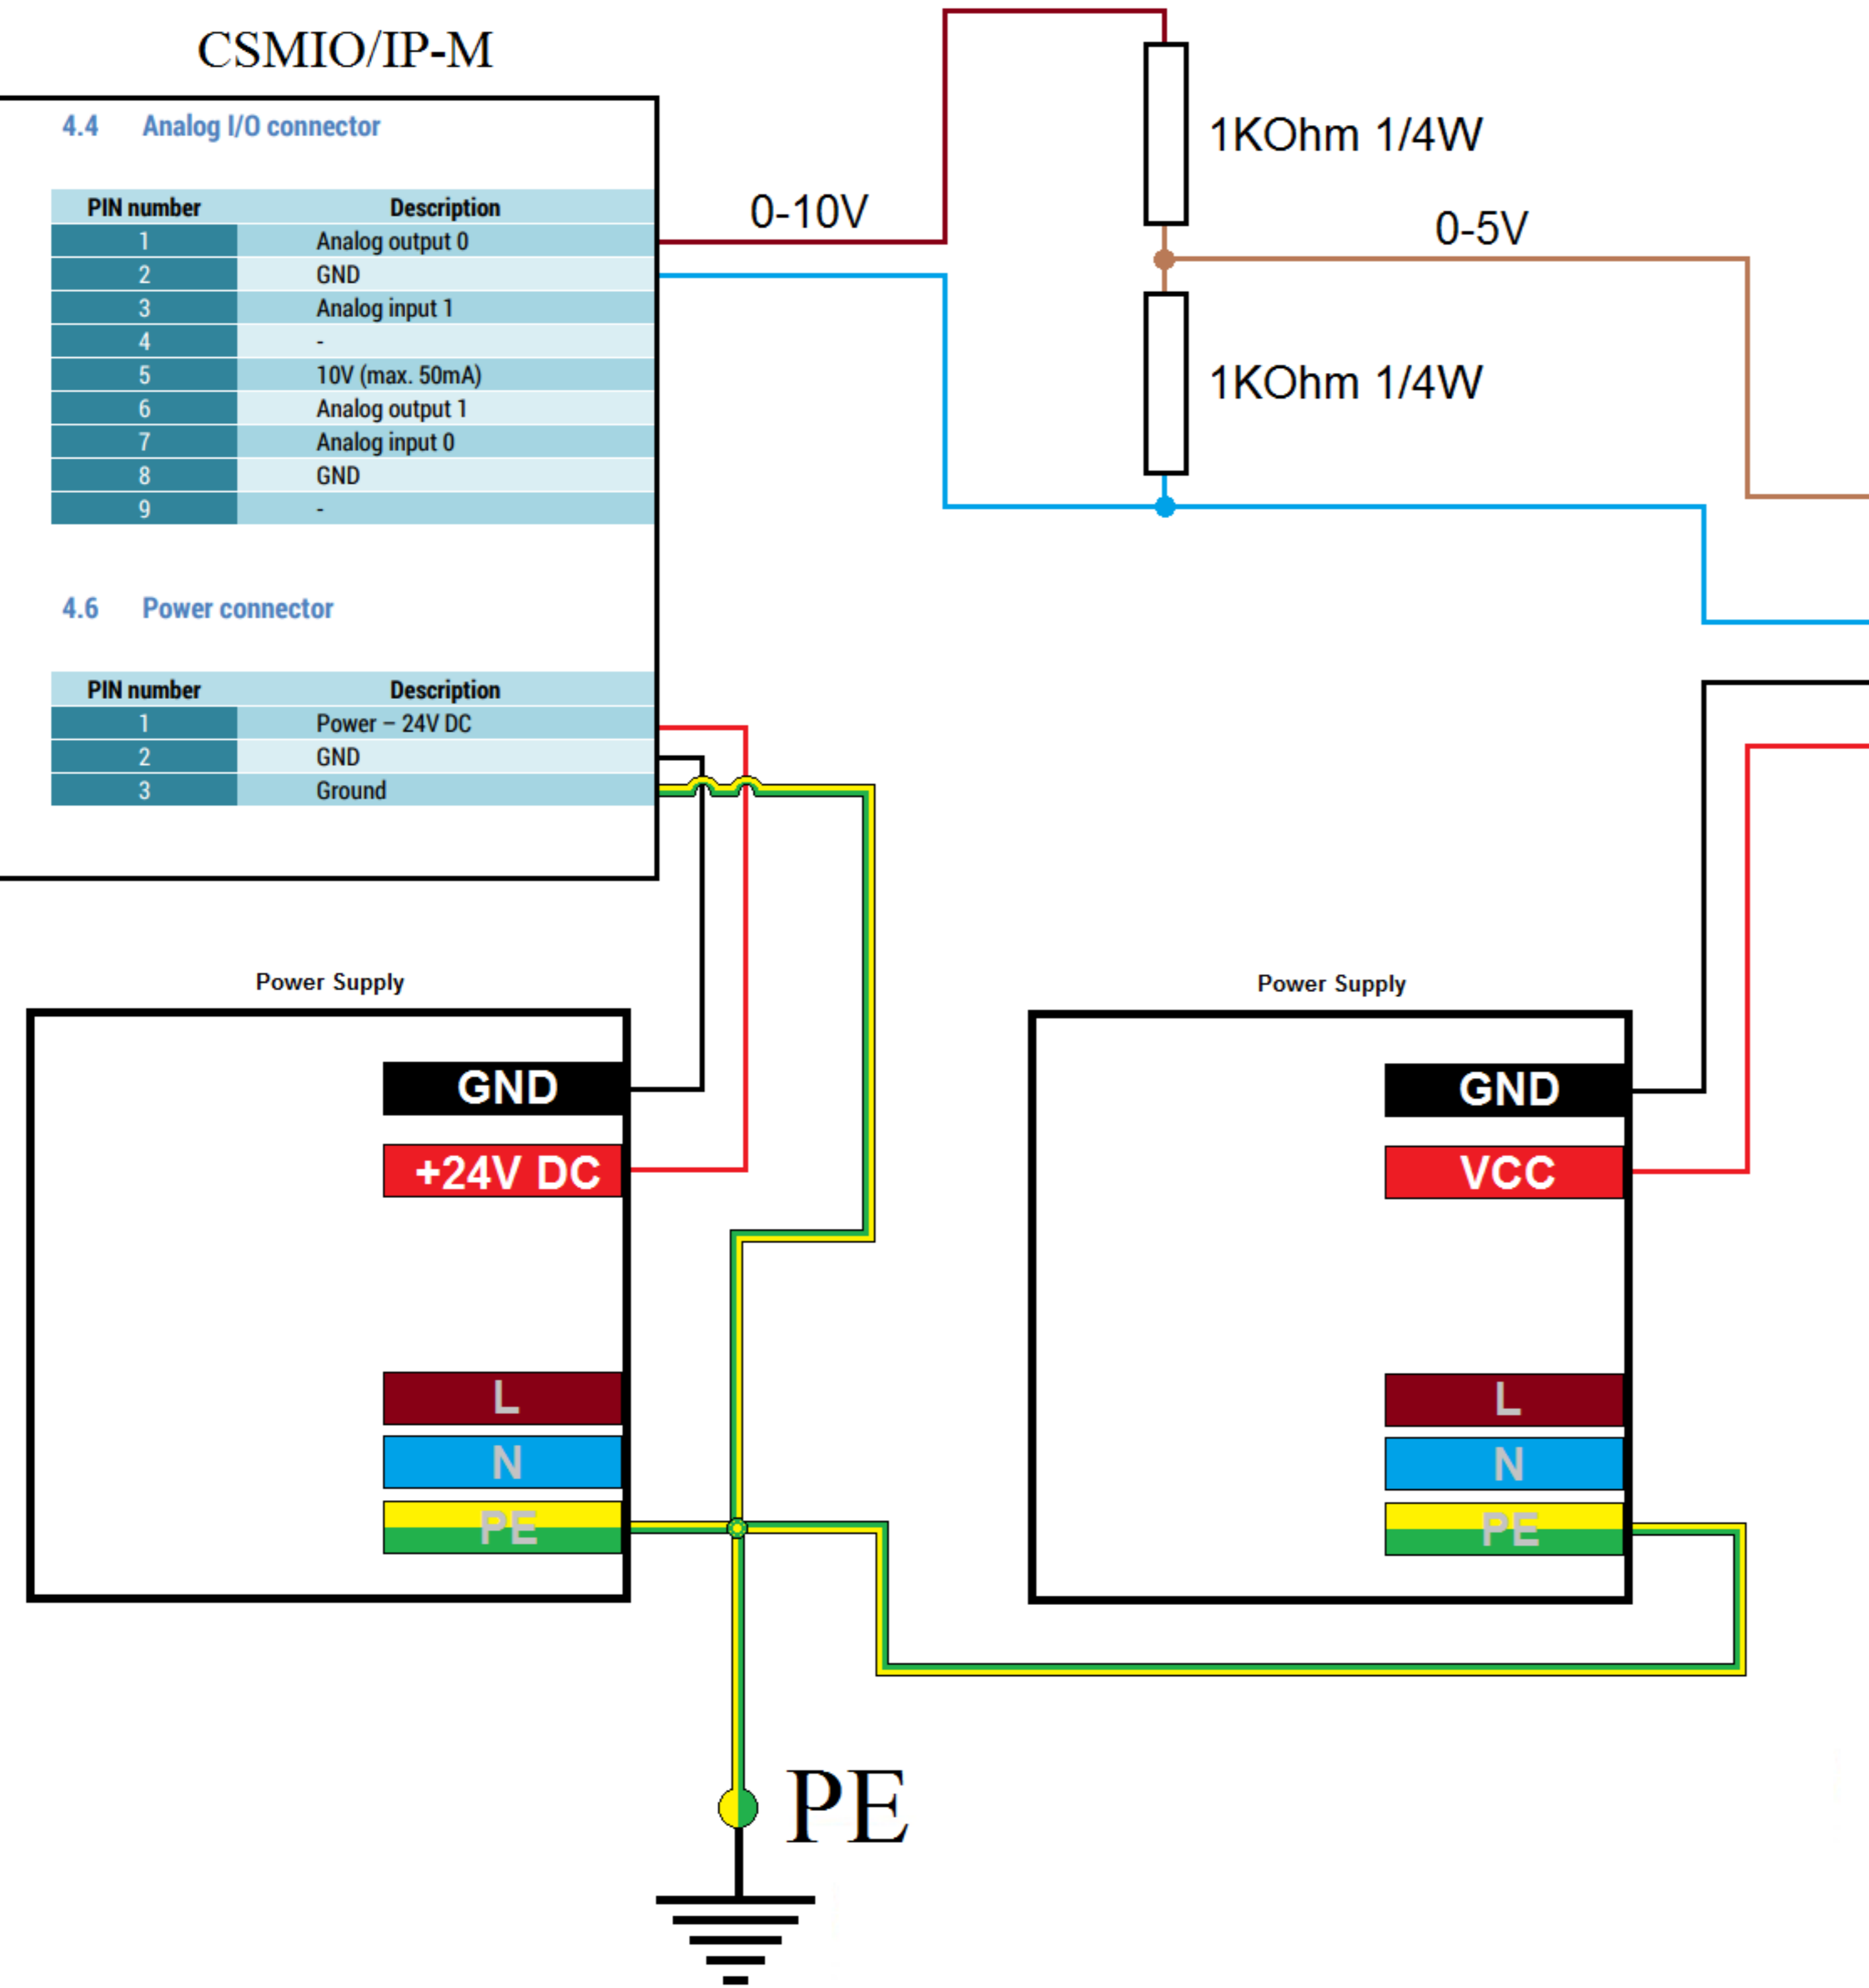 CSMIO/IP-M
4.4 Analog I/O connector
PIN number Description
1 Analog output 0
2 GND
3 Analog input 1
4 -
5 10V (max. 50mA)
6 Analog output 1
7 Analog input 0
8 GND
9 -
4.6 Power connector
PIN number Description
1 Power – 24V DC
2 GND
3 Ground
0-10V
1KOhm 1/4W
0-5V
1KOhm 1/4W
Power Supply
GND
+24V DC
L
N
PE
Power Supply
GND
VCC
L
N
PE
PE